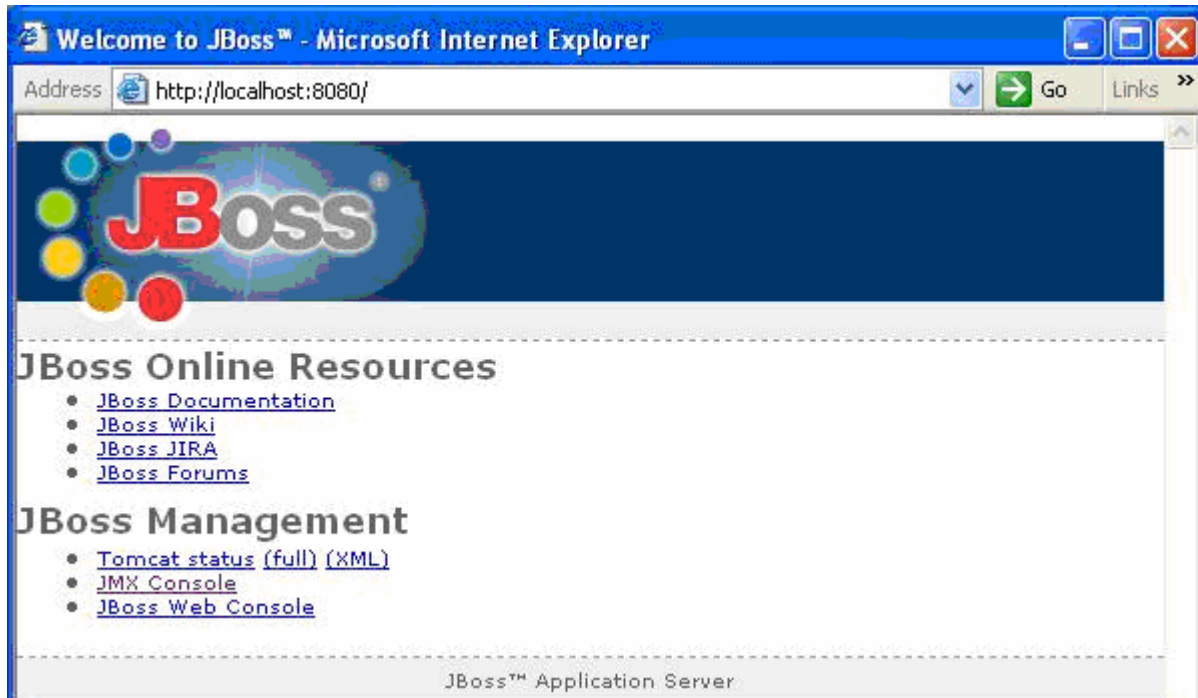 Welcome to JBoss™ - Microsoft Internet Explorer
Address http://localhost:8080/ Go Links »
JBoss
JBoss Online Resources
JBoss Documentation
JBoss Wiki
JBoss JIRA
JBoss Forums
JBoss Management
Tomcat status (full) (XML)
JMX Console
JBoss Web Console
JBoss™ Application Server